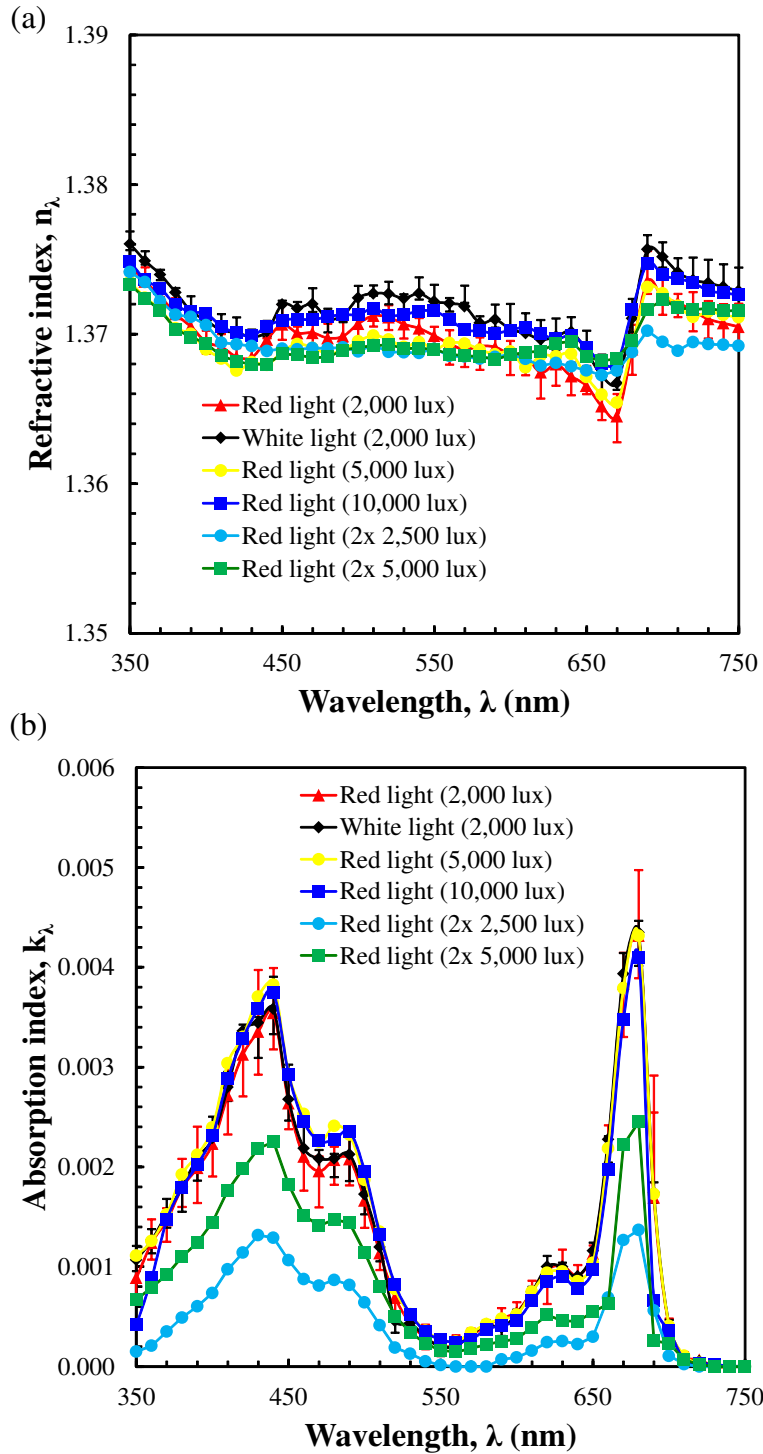 (a)
1.39
1.38
1.37
1.36
1.35
Refractive index, nλ
Red light (2,000 lux)
White light (2,000 lux)
Red light (5,000 lux)
Red light (10,000 lux)
Red light (2x 2,500 lux)
Red light (2x 5,000 lux)
350 450 550 650 750
Wavelength, λ (nm)
(b)
0.006
0.005
0.004
0.003
0.002
0.001
0.000
Absorption index, kλ
Red light (2,000 lux)
White light (2,000 lux)
Red light (5,000 lux)
Red light (10,000 lux)
Red light (2x 2,500 lux)
Red light (2x 5,000 lux)
350 450 550 650 750
Wavelength, λ (nm)